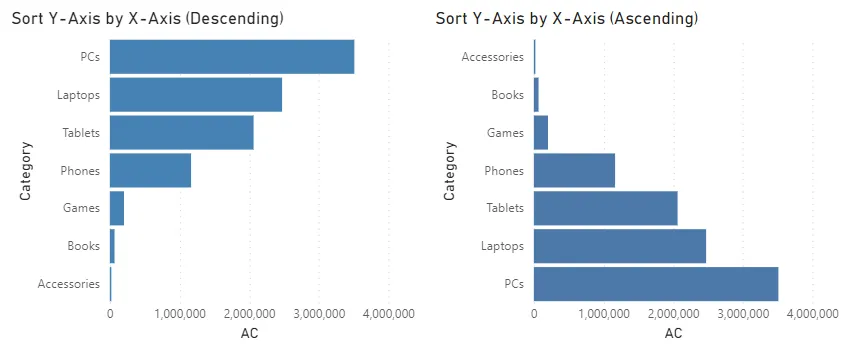 Sort Y-Axis by X-Axis (Descending)
Category
PCs
Laptops
Tablets
Phones
Games
Books
Accessories
0 1,000,000 2,000,000 3,000,000 4,000,000
AC
Sort Y-Axis by X-Axis (Ascending)
Category
Accessories
Books
Games
Phones
Tablets
Laptops
PCs
0 1,000,000 2,000,000 3,000,000 4,000,000
AC